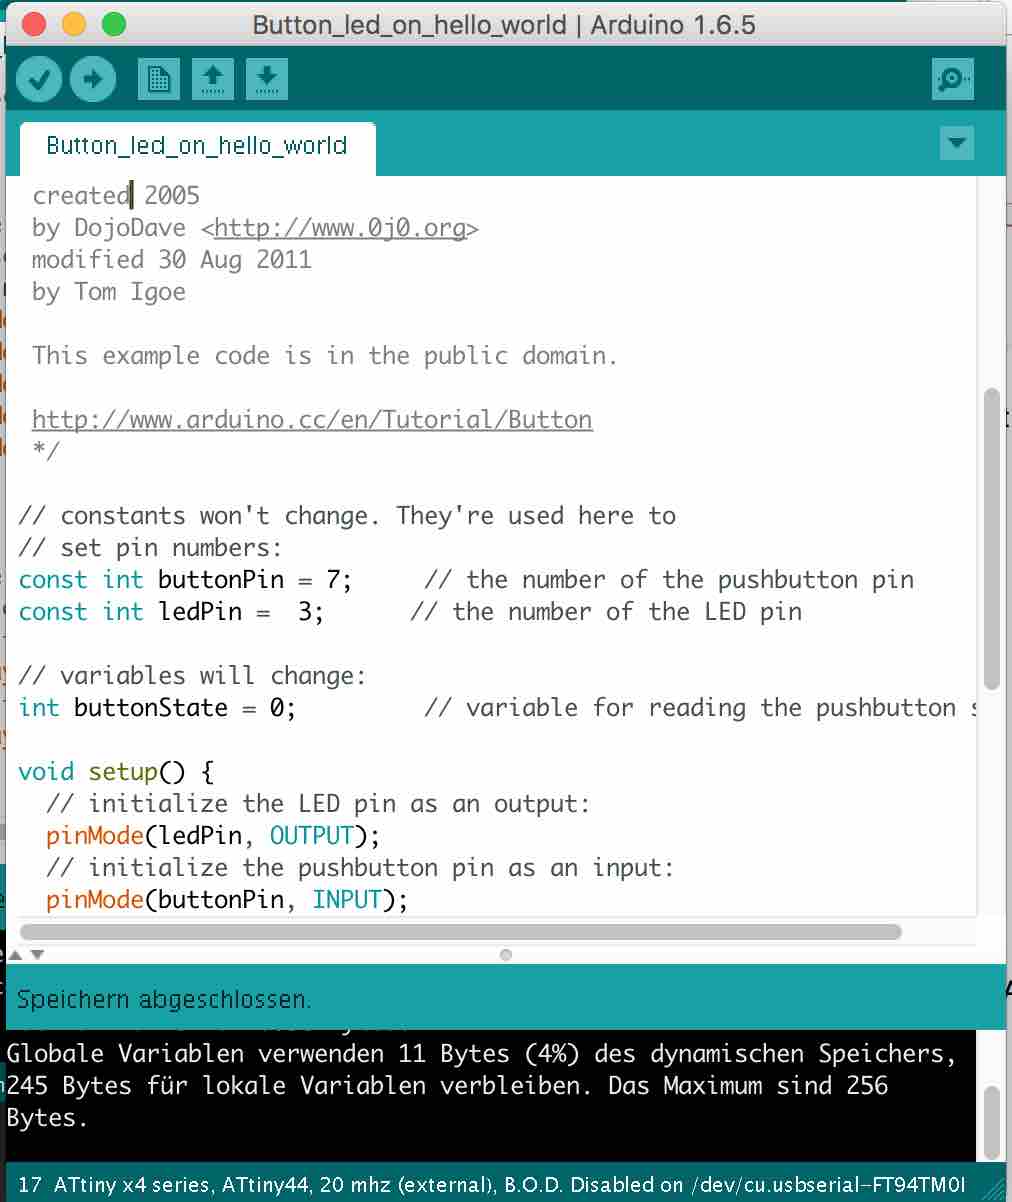 Button_led_on_hello_world | Arduino 1.6.5
Button_led_on_hello_world
created 2005
by DojoDave <http://www.0j0.org>
modified 30 Aug 2011
by Tom Igoe
This example code is in the public domain.
http://www.arduino.cc/en/Tutorial/Button
*/
// constants won't change. They're used here to
// set pin numbers:
const int buttonPin = 7;     // the number of the pushbutton pin
const int ledPin =  3;      // the number of the LED pin
// variables will change:
int buttonState = 0;         // variable for reading the pushbutton
void setup() {
  // initialize the LED pin as an output:
  pinMode(ledPin, OUTPUT);
  // initialize the pushbutton pin as an input:
  pinMode(buttonPin, INPUT);
Speichern abgeschlossen.
Globale Variablen verwenden 11 Bytes (4%) des dynamischen Speichers,
245 Bytes für lokale Variablen verbleiben. Das Maximum sind 256
Bytes.
17 ATtiny x4 series, ATtiny44, 20 mhz (external), B.O.D. Disabled on /dev/cu.usbserial-FT94TM0I